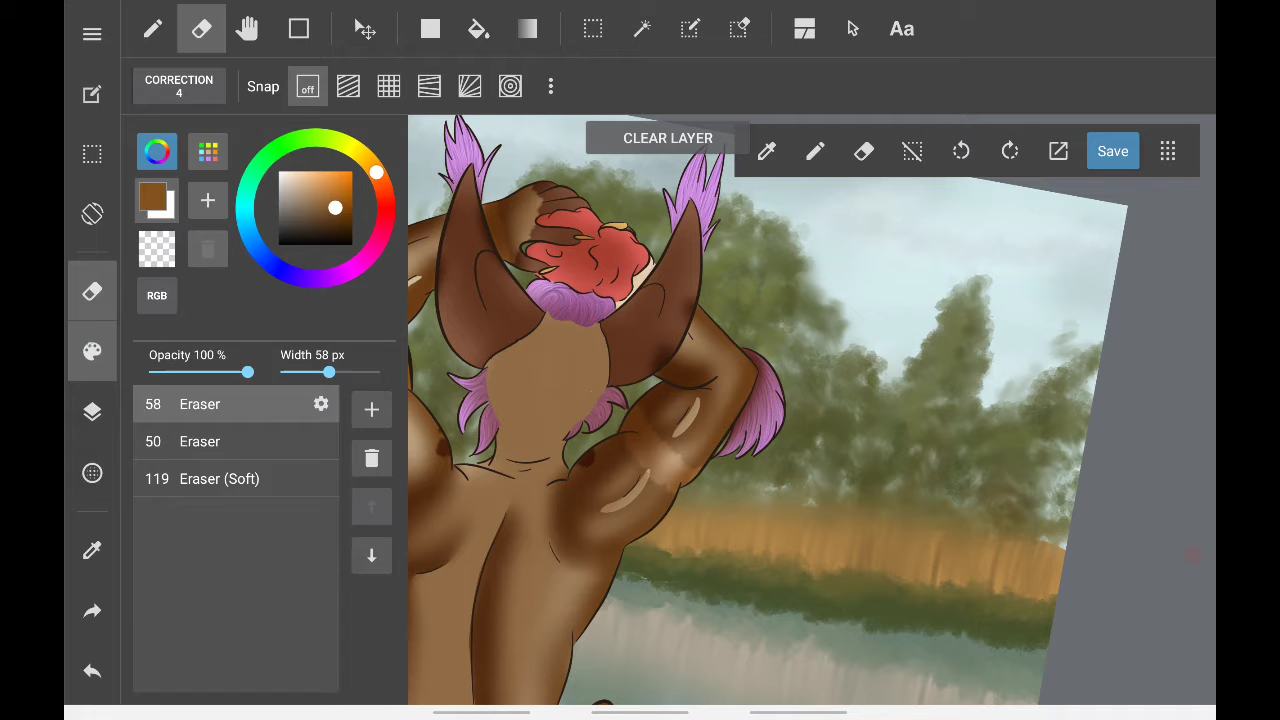 Aa
CORRECTION
4
Snap
off
CLEAR LAYER
Save
RGB
Opacity 100 %
Width 58 px
58 Eraser
50 Eraser
119 Eraser (Soft)